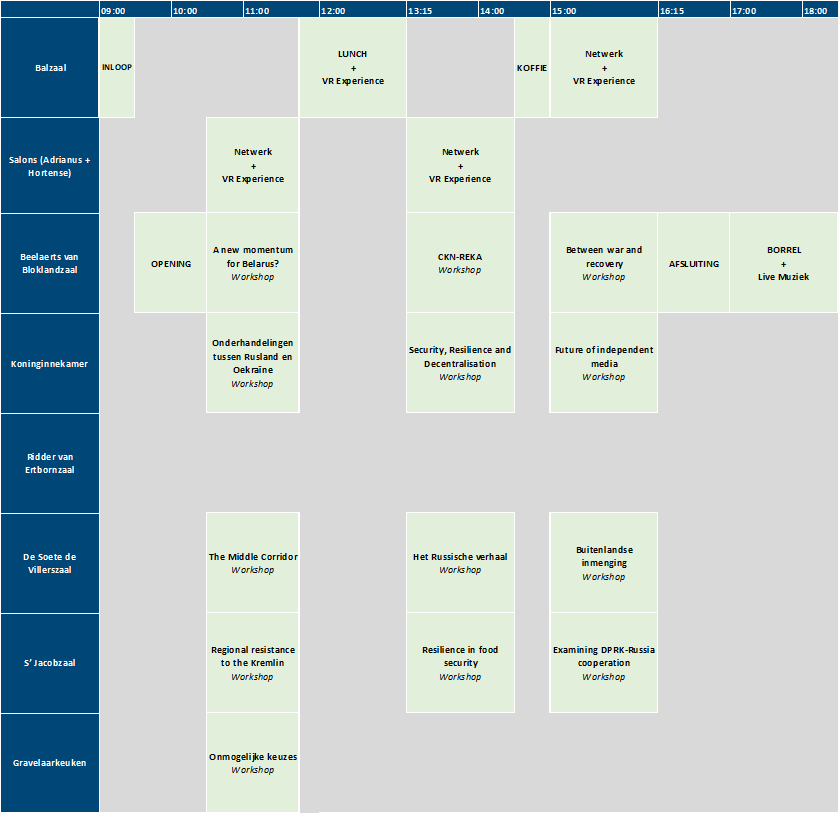 09:00 10:00 11:00 12:00 13:15 14:00 15:00 16:15 17:00 18:00
Balzaal
INLOOP
LUNCH
+
VR Experience
KOFFIE
Netwerk
+
VR Experience
Salons (Adrianus +
Hortense)
Netwerk
+
VR Experience
Netwerk
+
VR Experience
Beelaerts van
Bloklandzaal
OPENING
A new momentum
for Belarus?
Workshop
CKN-REKA
Workshop
Between war and
recovery
Workshop
AFSLUITING
BORREL
+
Live Muziek
Koninginnekamer
Onderhandelingen
tussen Rusland en
Oekraïne
Workshop
Security, Resilience and
Decentralisation
Workshop
Future of independent
media
Workshop
Ridder van
Ertbornzaal
De Soete de
Villerszaal
The Middle Corridor
Workshop
Het Russische verhaal
Workshop
Buitenlandse
inmenging
Workshop
S’ Jacobzaal
Regional resistance
to the Kremlin
Workshop
Resilience in food
security
Workshop
Examining DPRK-Russia
cooperation
Workshop
Gravelaarkeuken
Onmogelijke keuzes
Workshop